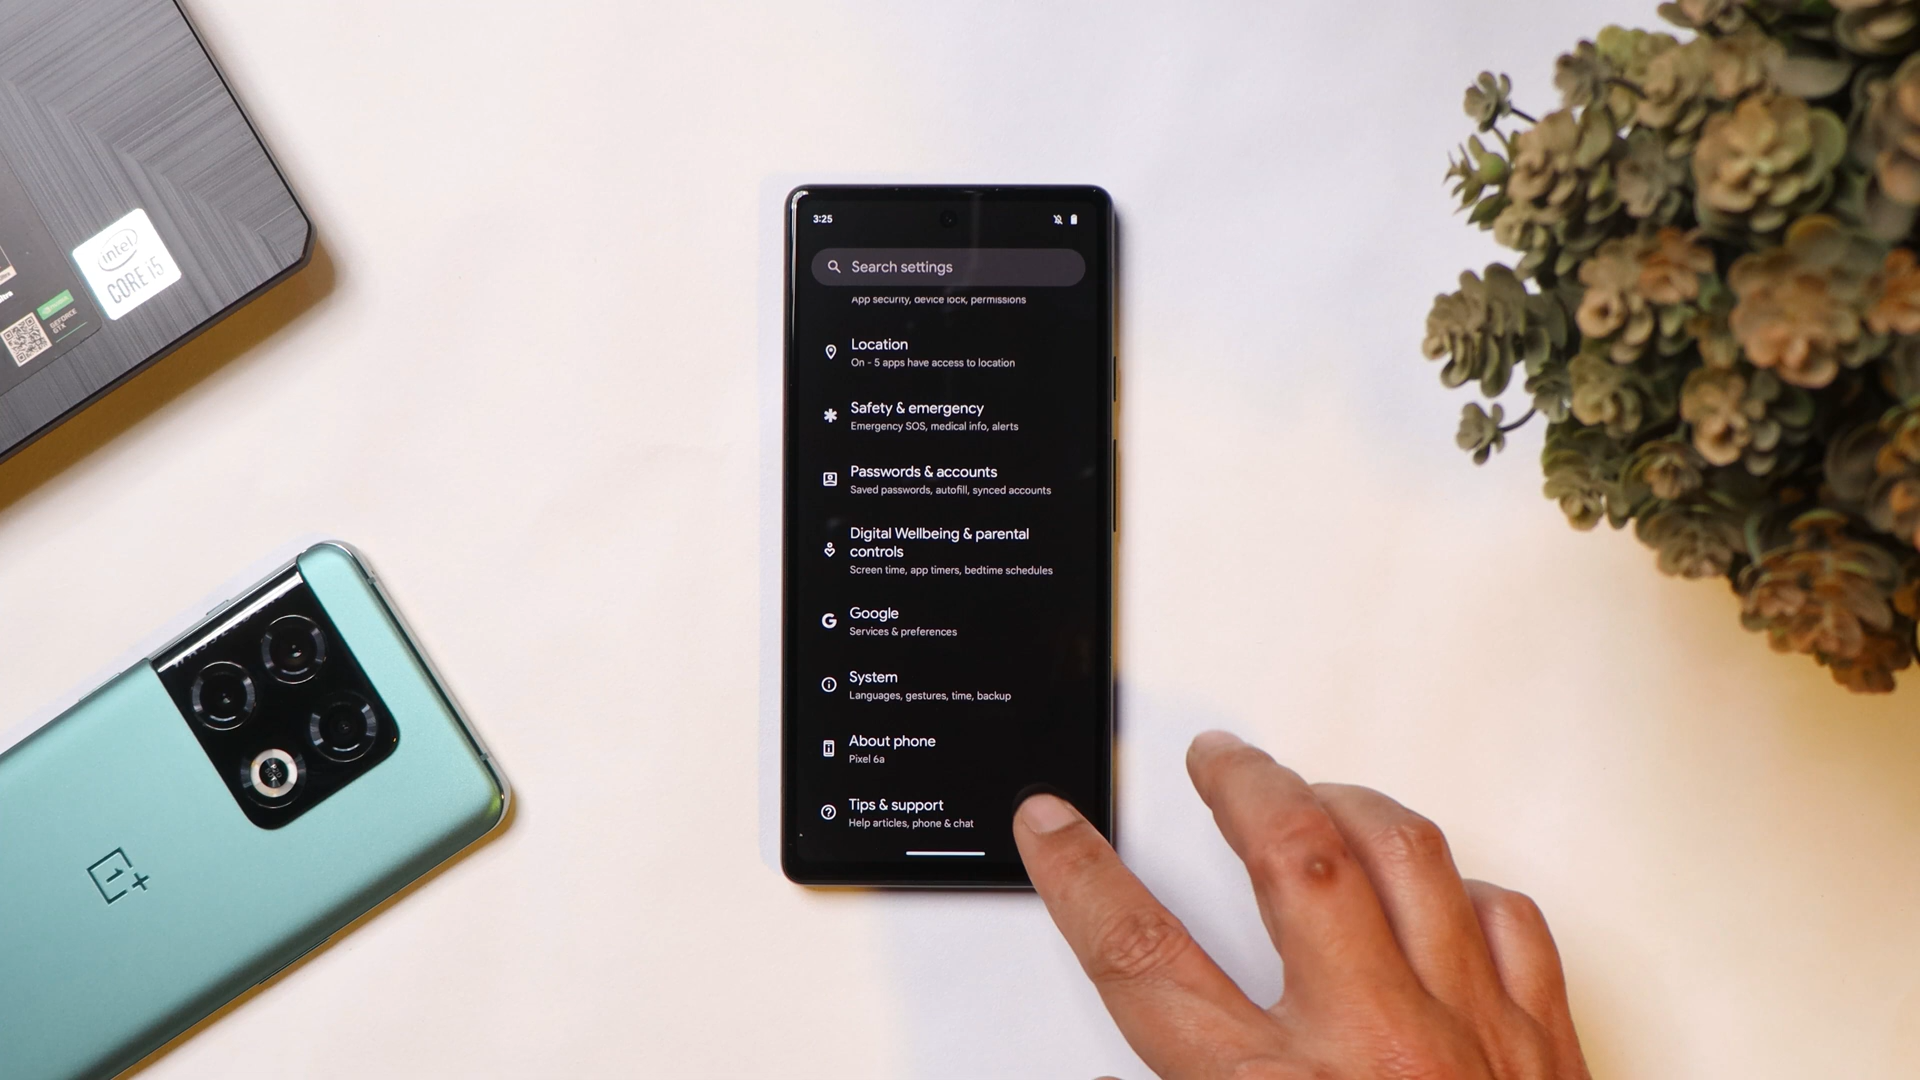 intel
CORE i5
GEFORCE
GTX
3:25
Search settings
App security, device lock, permissions
Location
On - 5 apps have access to location
Safety & emergency
Emergency SOS, medical info, alerts
Passwords & accounts
Saved passwords, autofill, synced accounts
Digital Wellbeing & parental
controls
Screen time, app timers, bedtime schedules
Google
Services & preferences
System
Languages, gestures, time, backup
About phone
Pixel 6a
Tips & support
Help articles, phone & chat